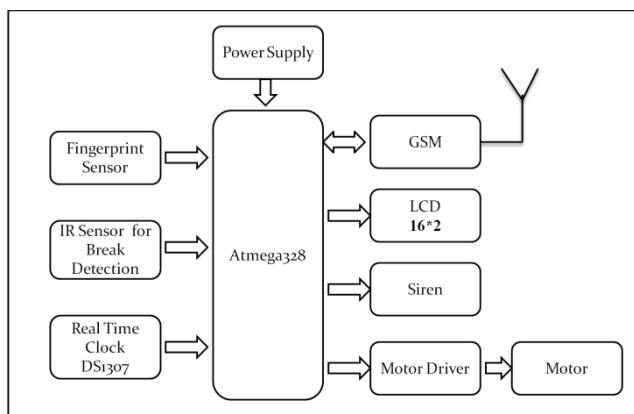 Power Supply
Fingerprint
Sensor
GSM
IR Sensor for
Break
Detection
LCD
16*2
Atmega328
Siren
Real Time
Clock
DS1307
Motor Driver
Motor